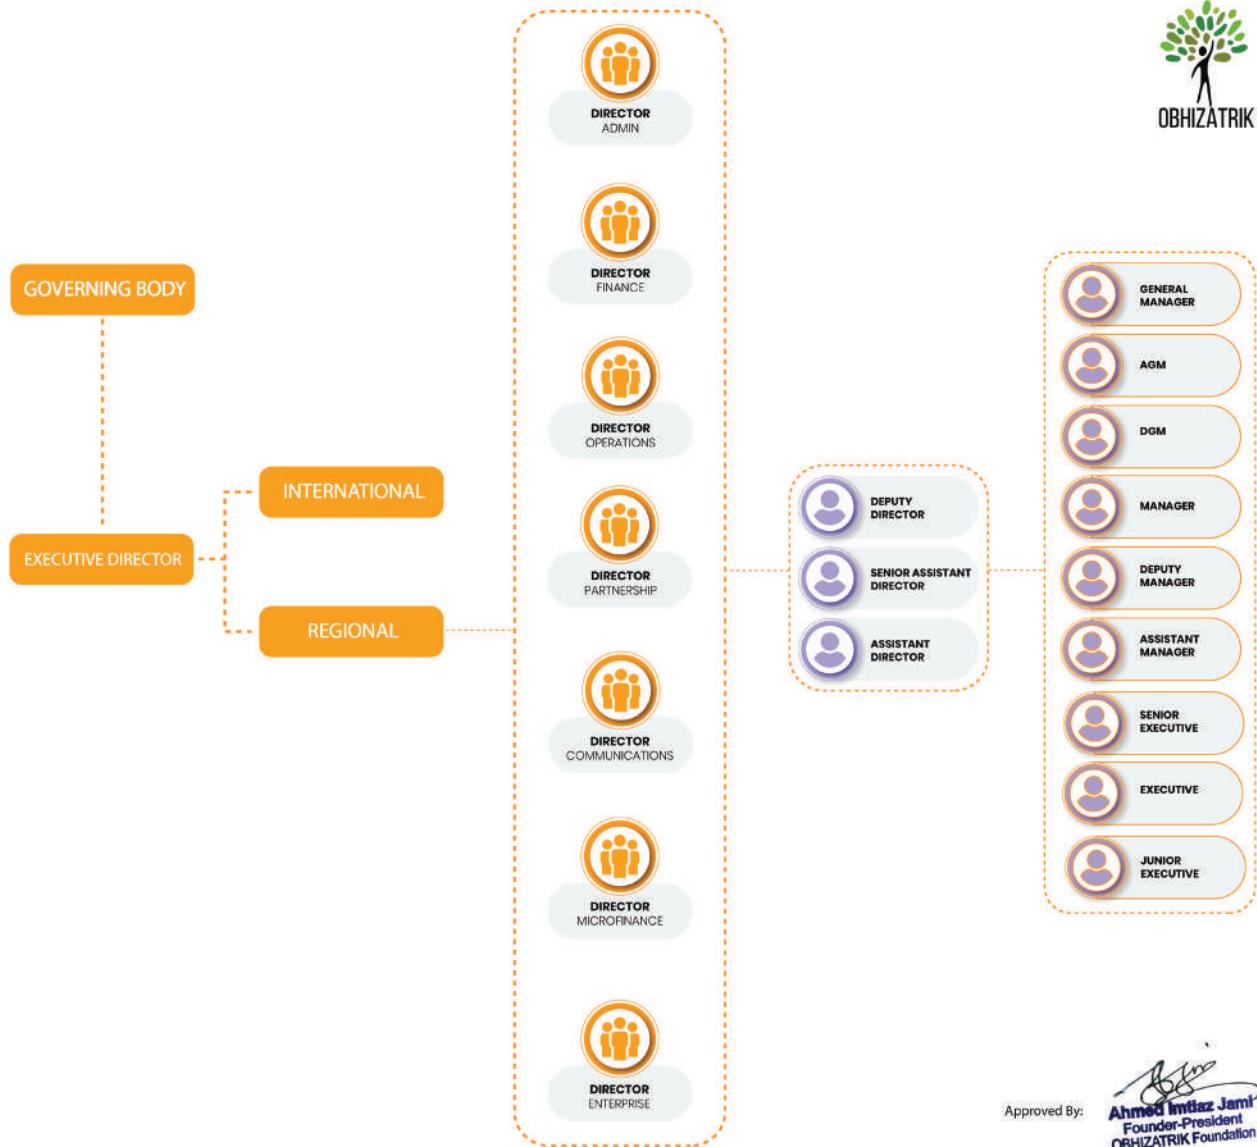 OBHIZATRIK
GOVERNING BODY
EXECUTIVE DIRECTOR
INTERNATIONAL
REGIONAL
DIRECTOR
ADMIN
DIRECTOR
FINANCE
DIRECTOR
OPERATIONS
DIRECTOR
PARTNERSHIP
DIRECTOR
COMMUNICATIONS
DIRECTOR
MICROFINANCE
DIRECTOR
ENTERPRISE
DEPUTY
DIRECTOR
SENIOR ASSISTANT
DIRECTOR
ASSISTANT
DIRECTOR
GENERAL
MANAGER
AGM
DGM
MANAGER
DEPUTY
MANAGER
ASSISTANT
MANAGER
SENIOR
EXECUTIVE
EXECUTIVE
JUNIOR
EXECUTIVE
Approved By:
Ahmed Imtiaz Jami
Founder-President
OBHIZATRIK Foundation